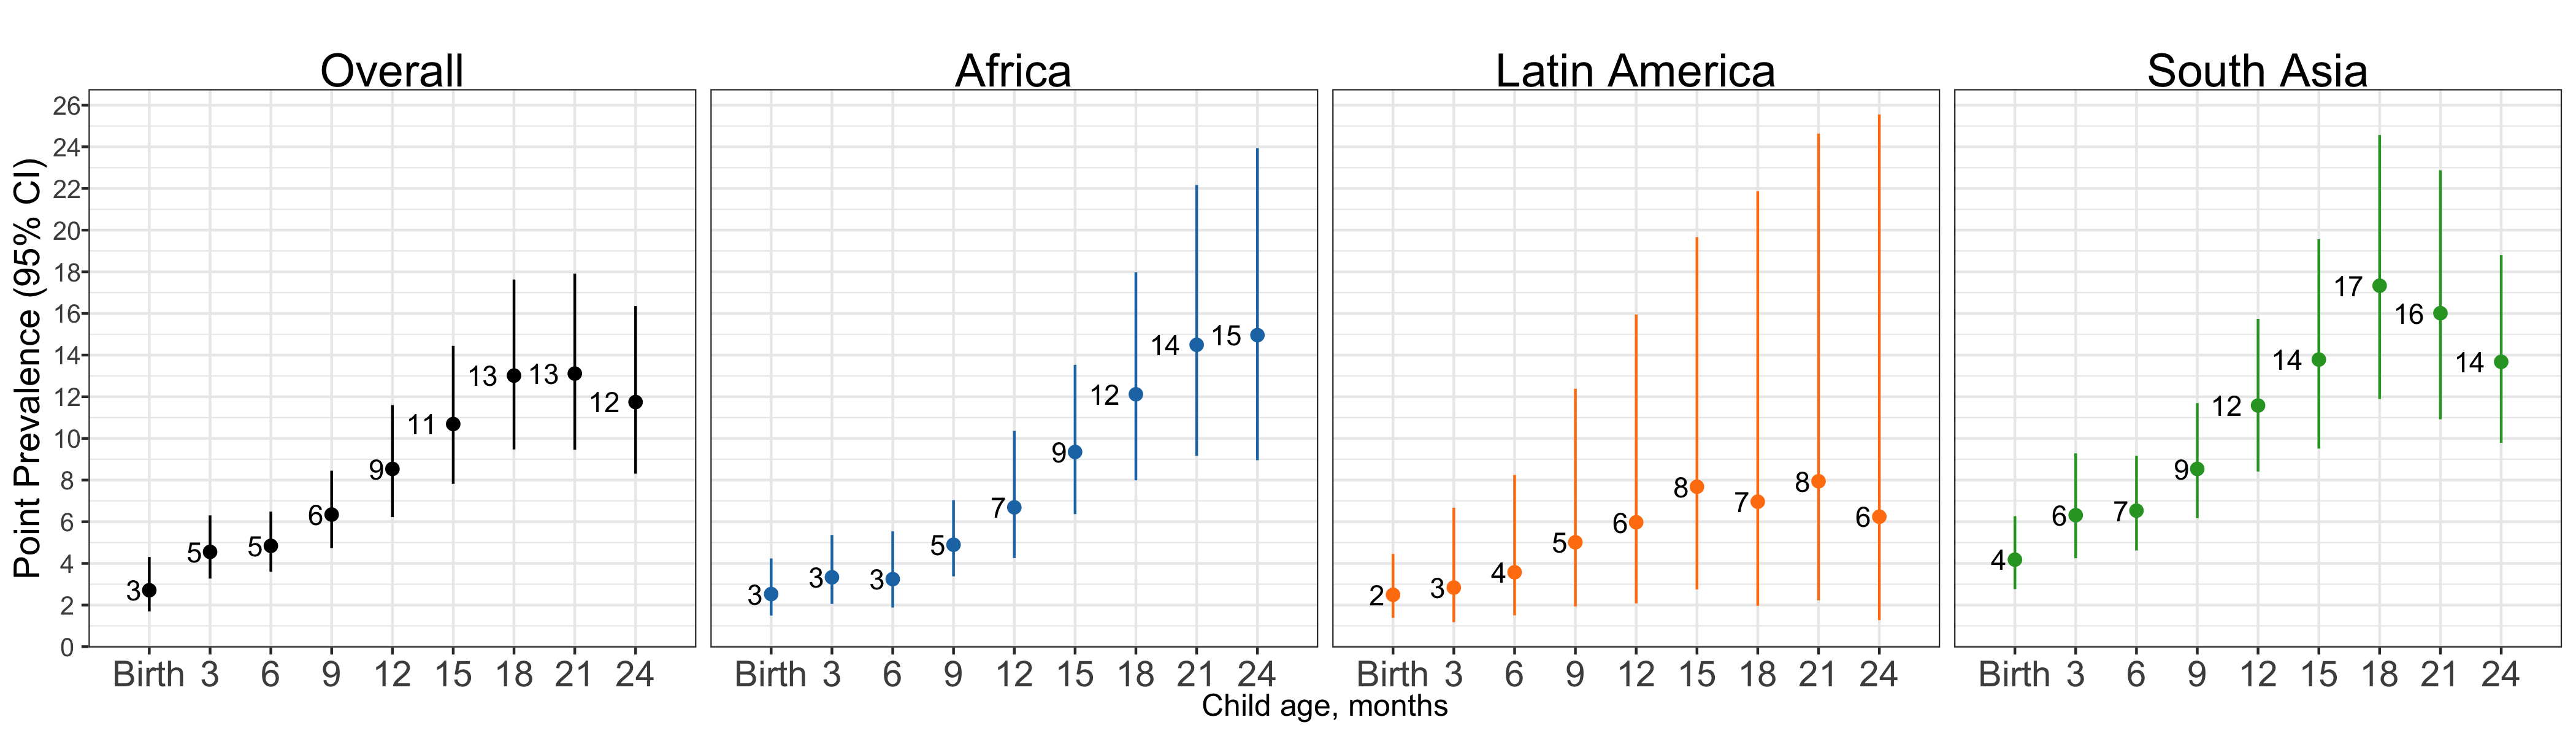 Overall Africa Latin America South Asia
Point Prevalence (95% CI)
26
24
22
20
18
16
14
12
10
8
6
4
2
0
3 5 5 6 9 11 13 13 12
3 3 3 5 7 9 12 14 15
2 3 4 5 6 8 7 8 6
4 6 7 9 12 14 17 16 14
Birth 3 6 9 12 15 18 21 24 Birth 3 6 9 12 15 18 21 24 Birth 3 6 9 12 15 18 21 24 Birth 3 6 9 12 15 18 21 24
Child age, months